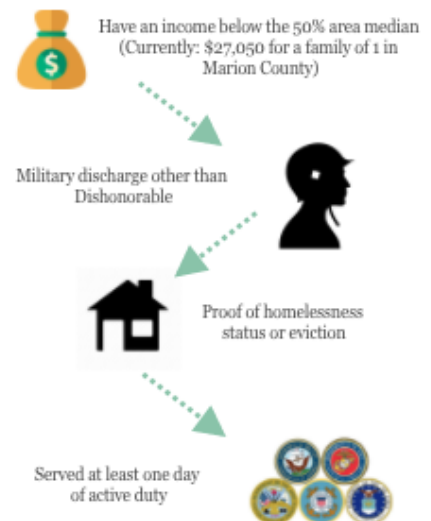 Have an income below the 50% area median
(Currently: $27,050 for a family of 1 in
Marion County)
$
Military discharge other than
Dishonorable
Proof of homelessness
status or eviction
Served at least one day
of active duty